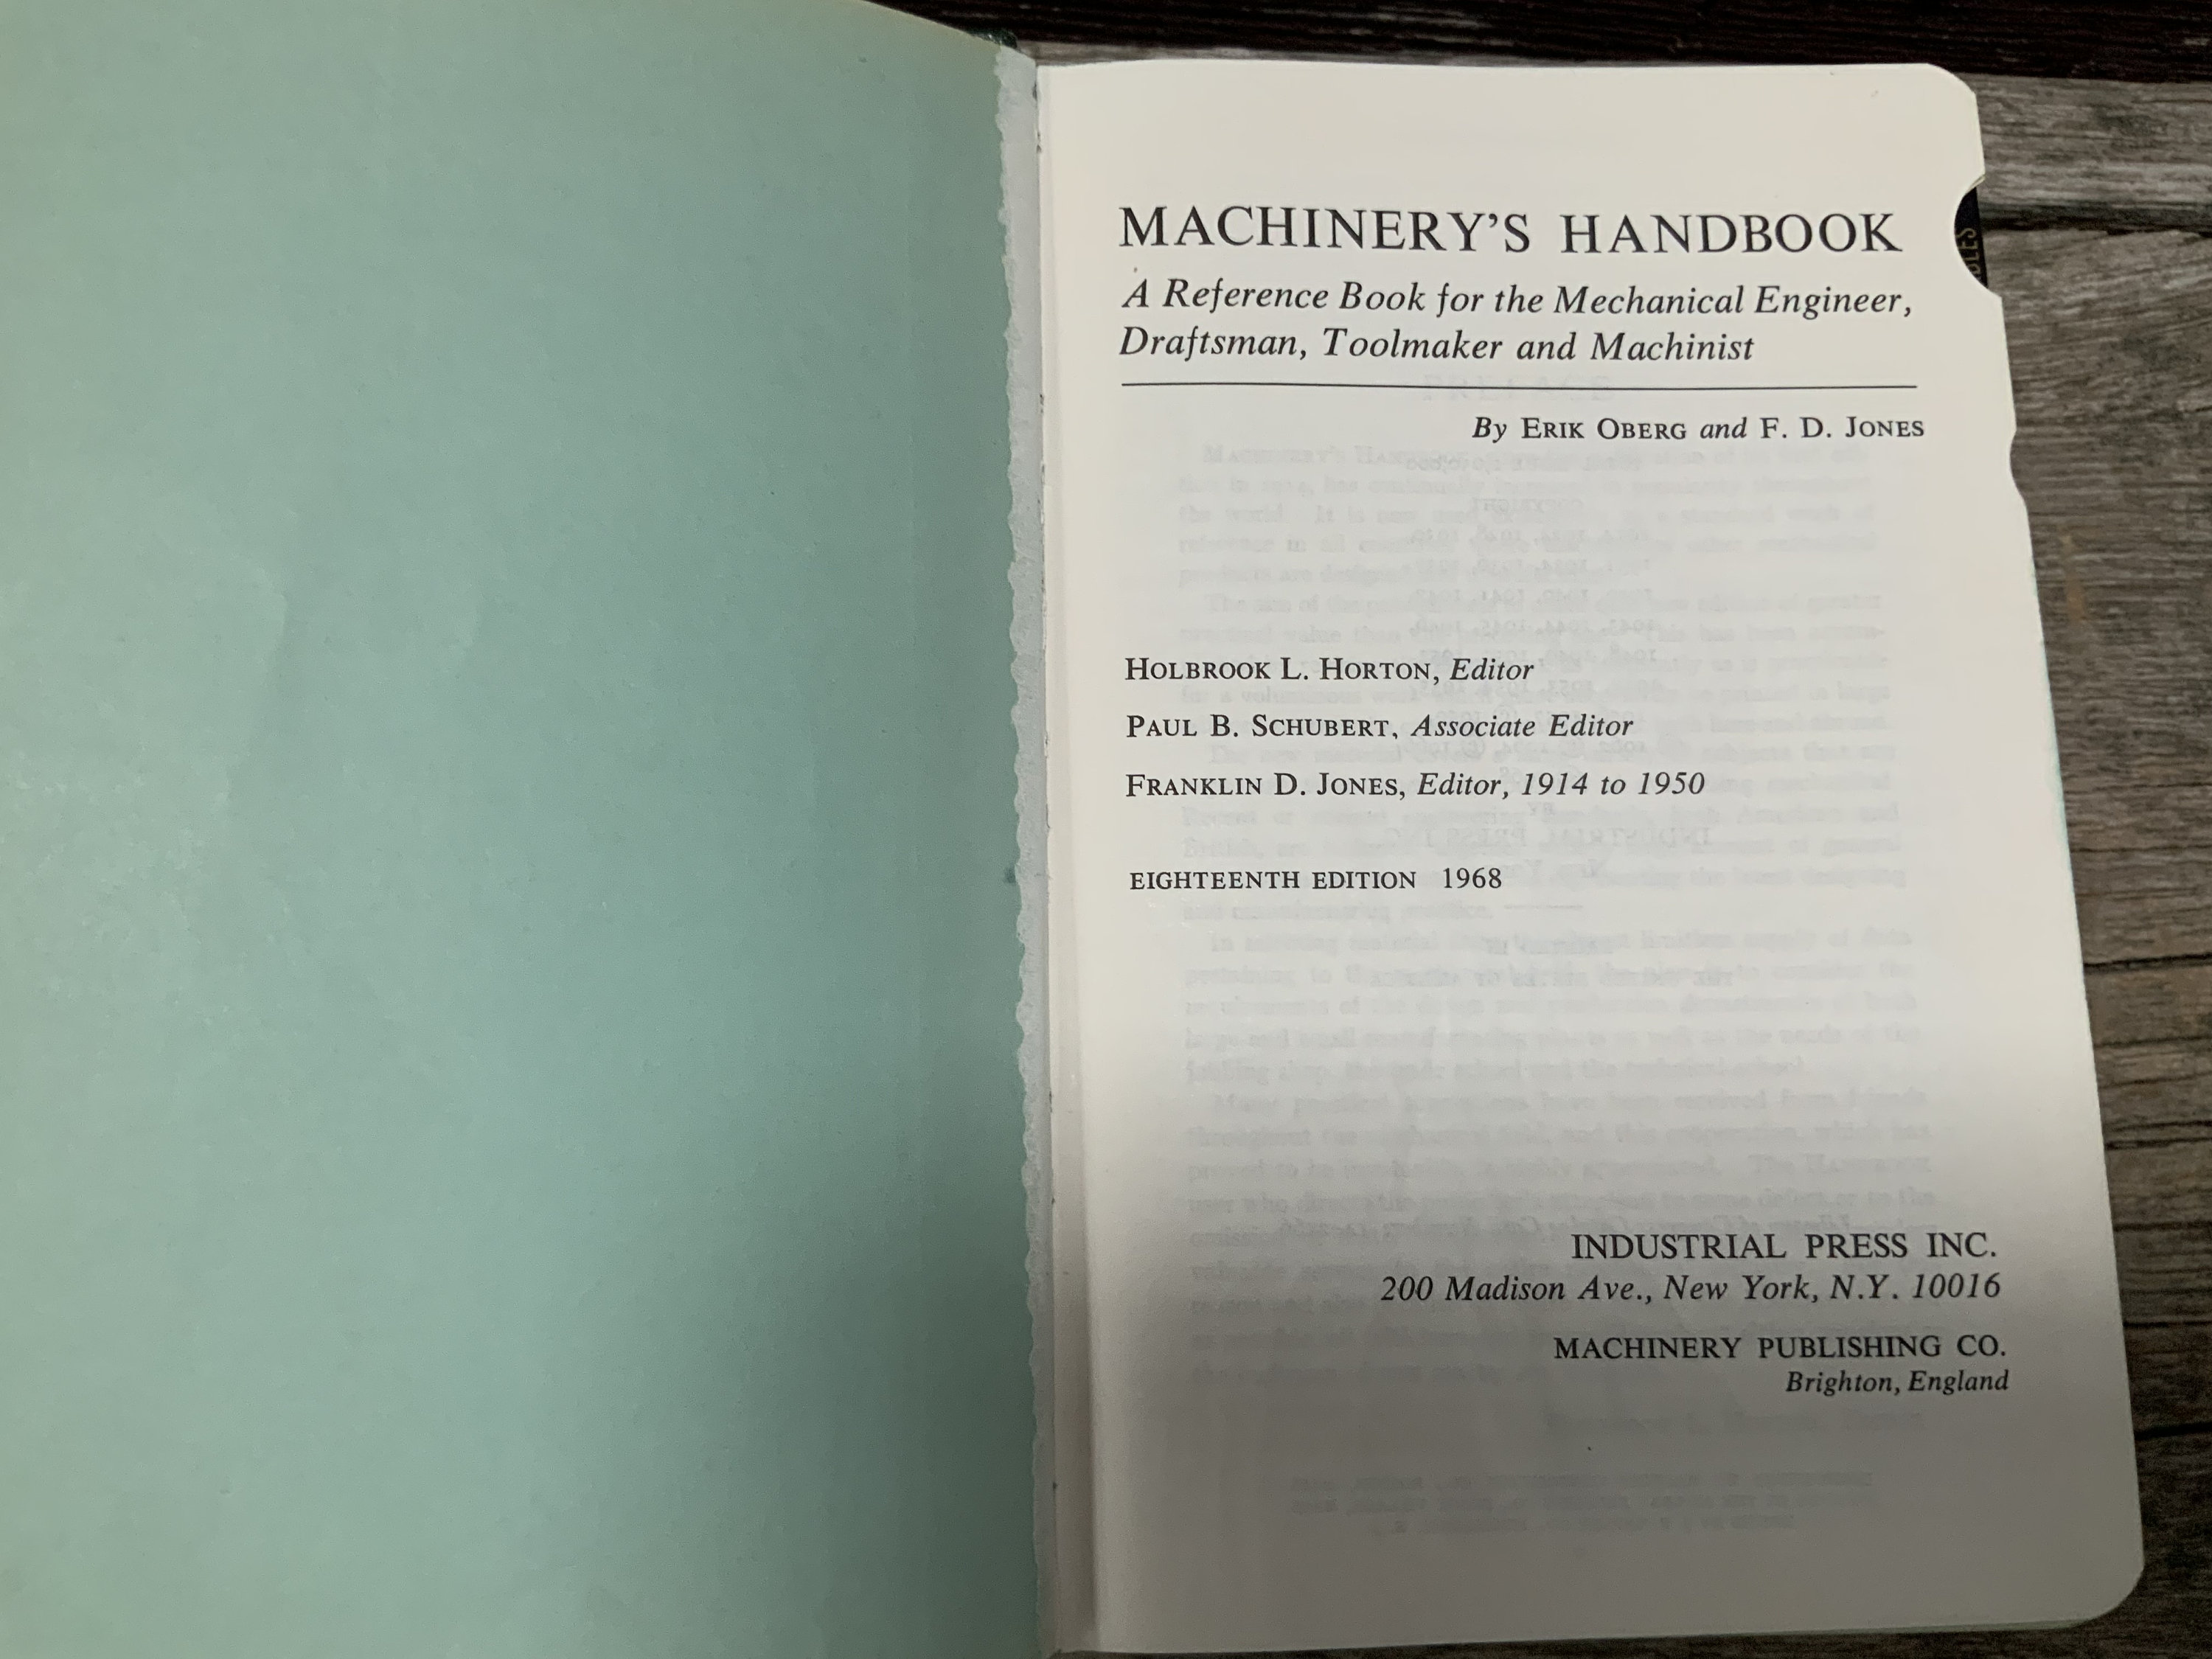 MACHINERY'S HANDBOOK
A Reference Book for the Mechanical Engineer,
Draftsman, Toolmaker and Machinist
By ERIK OBERG and F. D. JONES
HOLBROOK L. HORTON, Editor
PAUL B. SCHUBERT, Associate Editor
FRANKLIN D. JONES, Editor, 1914 to 1950
EIGHTEENTH EDITION 1968
INDUSTRIAL PRESS INC.
200 Madison Ave., New York, N.Y. 10016
MACHINERY PUBLISHING CO.
Brighton, England